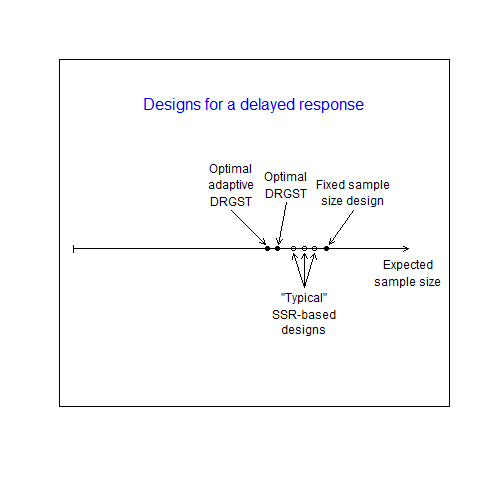 Designs for a delayed response
Optimal
adaptive
DRGST
Optimal
DRGST
Fixed sample
size design
Expected
sample size
"Typical"
SSR-based
designs